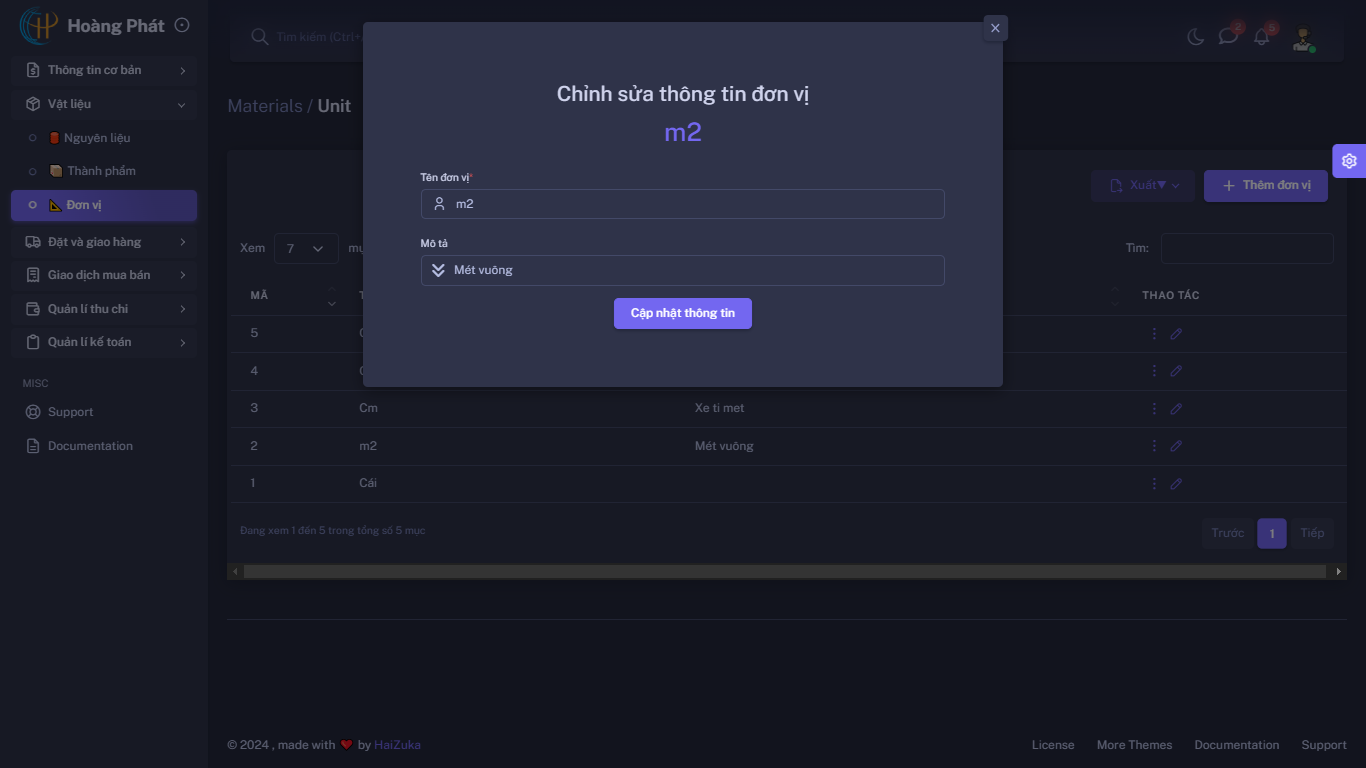 Hoàng Phát
Tìm kiếm (Ctrl+/
2
5
Thông tin cơ bản
Vật liệu
Nguyên liệu
Thành phẩm
Đơn vị
Đặt và giao hàng
Giao dịch mua bán
Quản lí thu chi
Quản lí kế toán
MISC
Support
Documentation
Materials / Unit
Chỉnh sửa thông tin đơn vị
m2
Tên đơn vị*
m2
Mô tả
Mét vuông
Cập nhật thông tin
Xuất
Thêm đơn vị
Xem 7
Tìm:
MÃ THAO TÁC
5
4
3 Cm Xe ti met
2 m2 Mét vuông
1 Cái
Đang xem 1 đến 5 trong tổng số 5 mục
Trước 1 Tiếp
© 2024 , made with ❤️ by HaiZuka
License More Themes Documentation Support